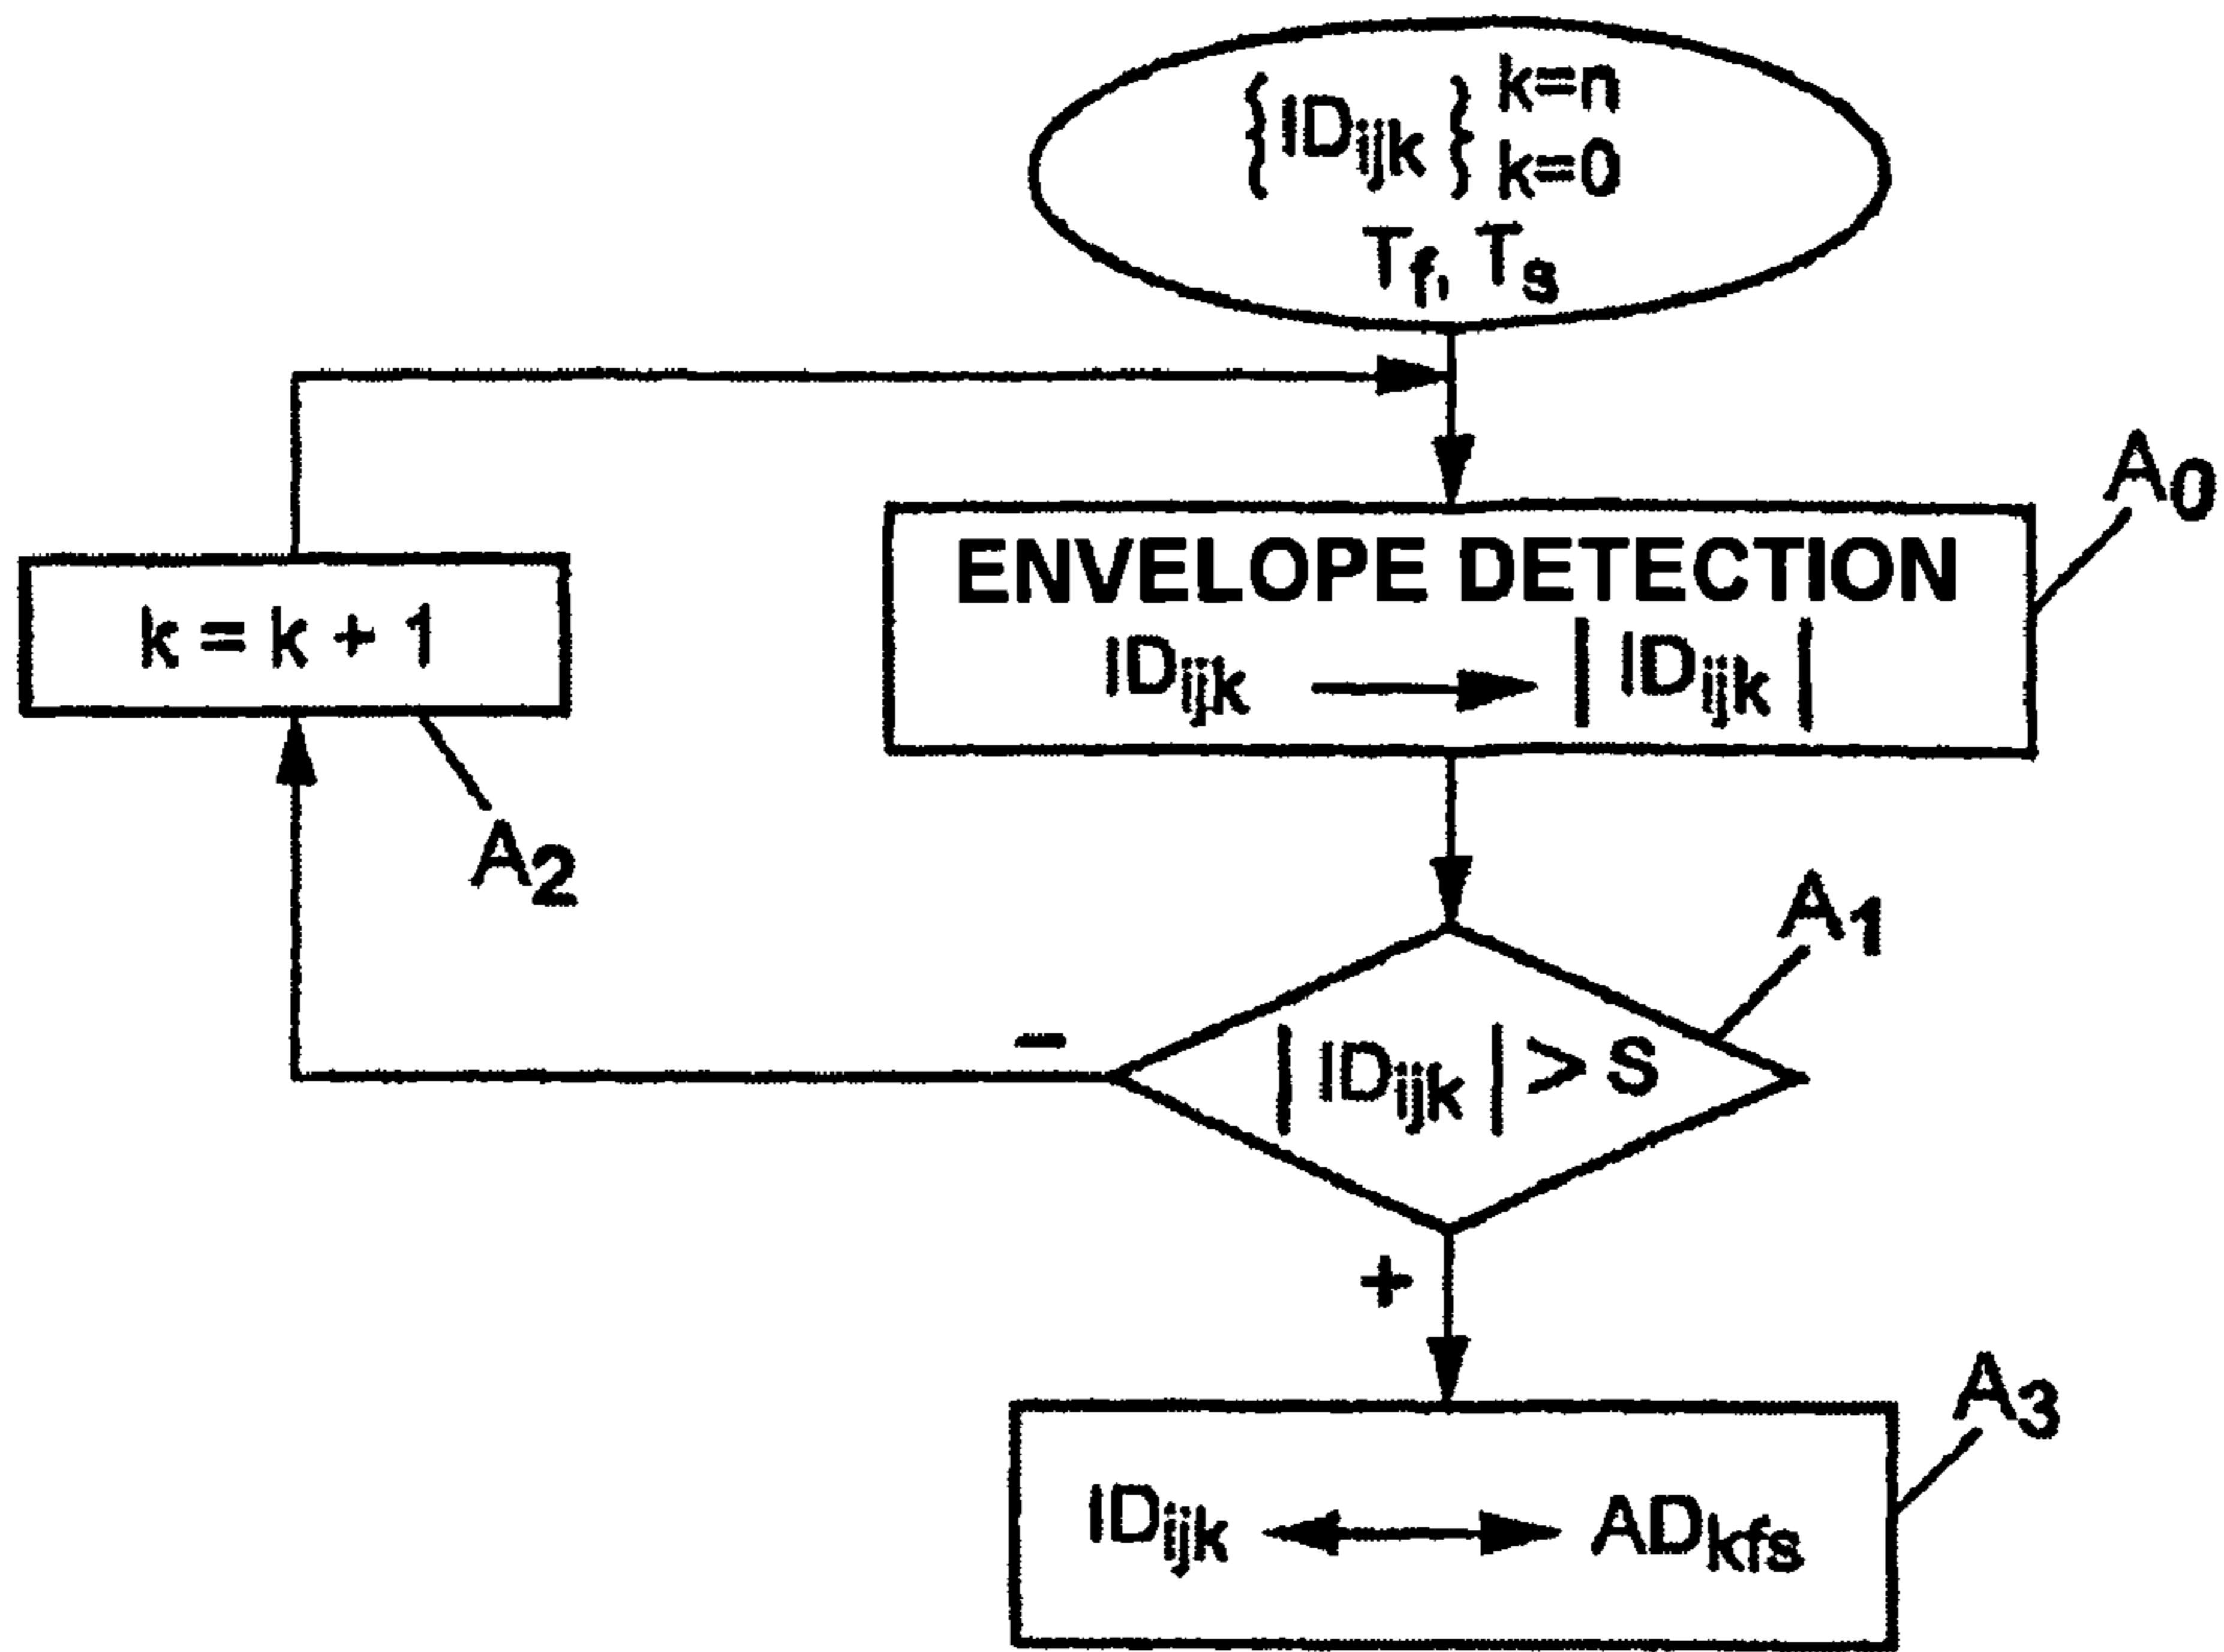 {IDijk} k=n
k=0
Tf, Ts
A0
ENVELOPE DETECTION
IDijk → | IDijk |
k = k + 1
A2
A1
−
| IDijk | > S
+
A3
IDijk ↔ ADkfs